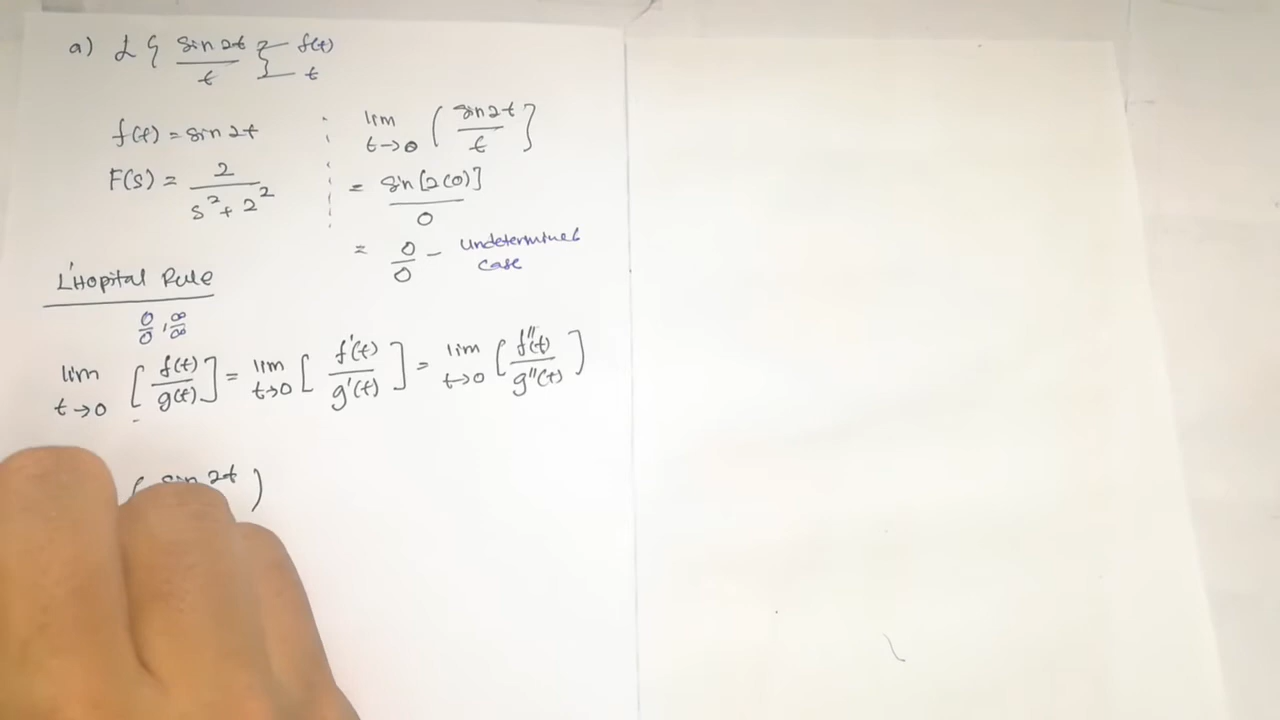 a) ℒ { sin 2t / t } f(t) / t
f(t) = sin 2t
F(s) = 2 / s² + 2²
lim t→0 ( sin 2t / t )
= sin [2(0)] / 0
= 0/0 - undetermined
case
L'Hopital Rule
0/0 , ∞/∞
lim t→0 [ f(t) / g(t) ] = lim t→0 [ f'(t) / g'(t) ] = lim t→0 [ f''(t) / g''(t) ]
( sin 2t )